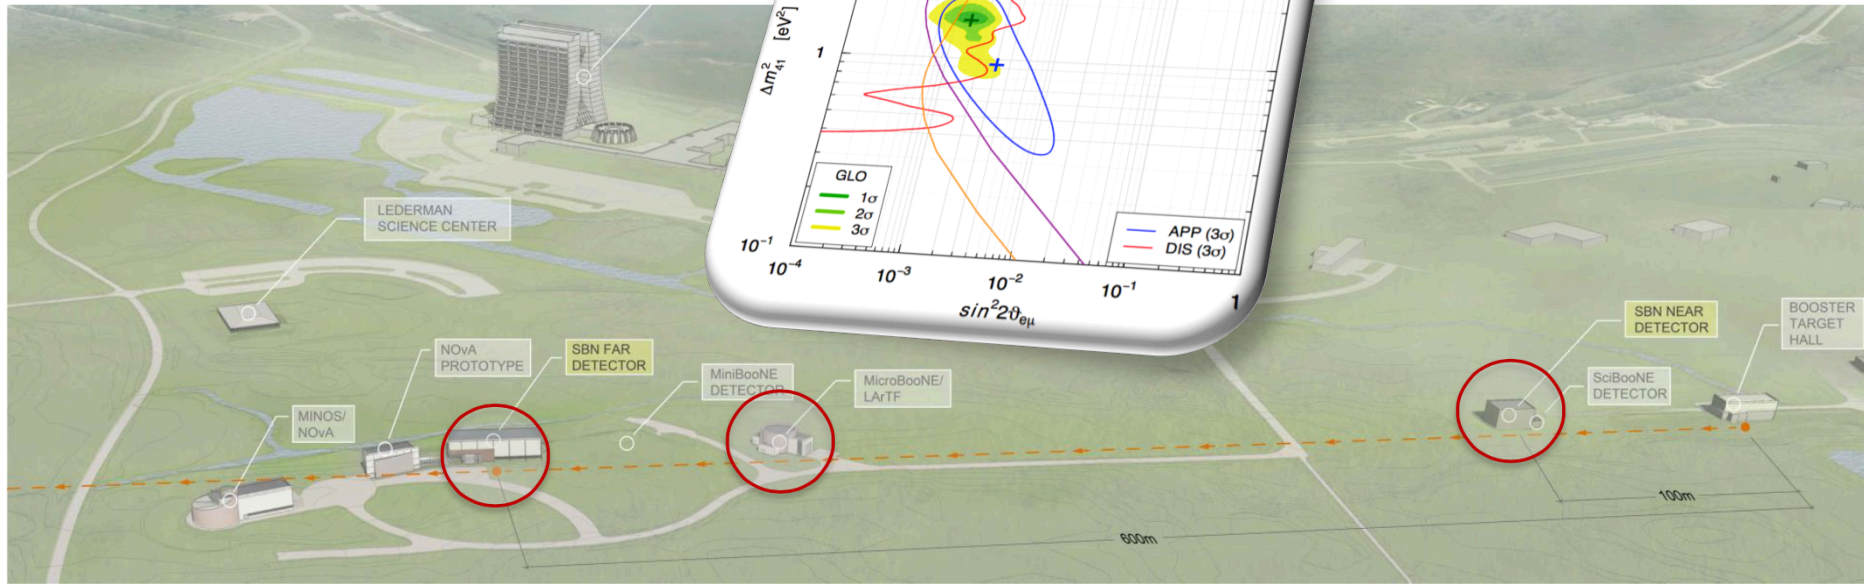 Δm²₄₁ [eV²]
1
10⁻¹
GLO
1σ
2σ
3σ
APP (3σ)
DIS (3σ)
10⁻⁴
10⁻³
10⁻²
10⁻¹
1
sin²2ϑeμ
LEDERMAN
SCIENCE CENTER
NOvA
PROTOTYPE
SBN FAR
DETECTOR
MiniBooNE
DETECTOR
MicroBooNE/
LArTF
MINOS/
NOvA
SBN NEAR
DETECTOR
SciBooNE
DETECTOR
BOOSTER
TARGET
HALL
100m
600m